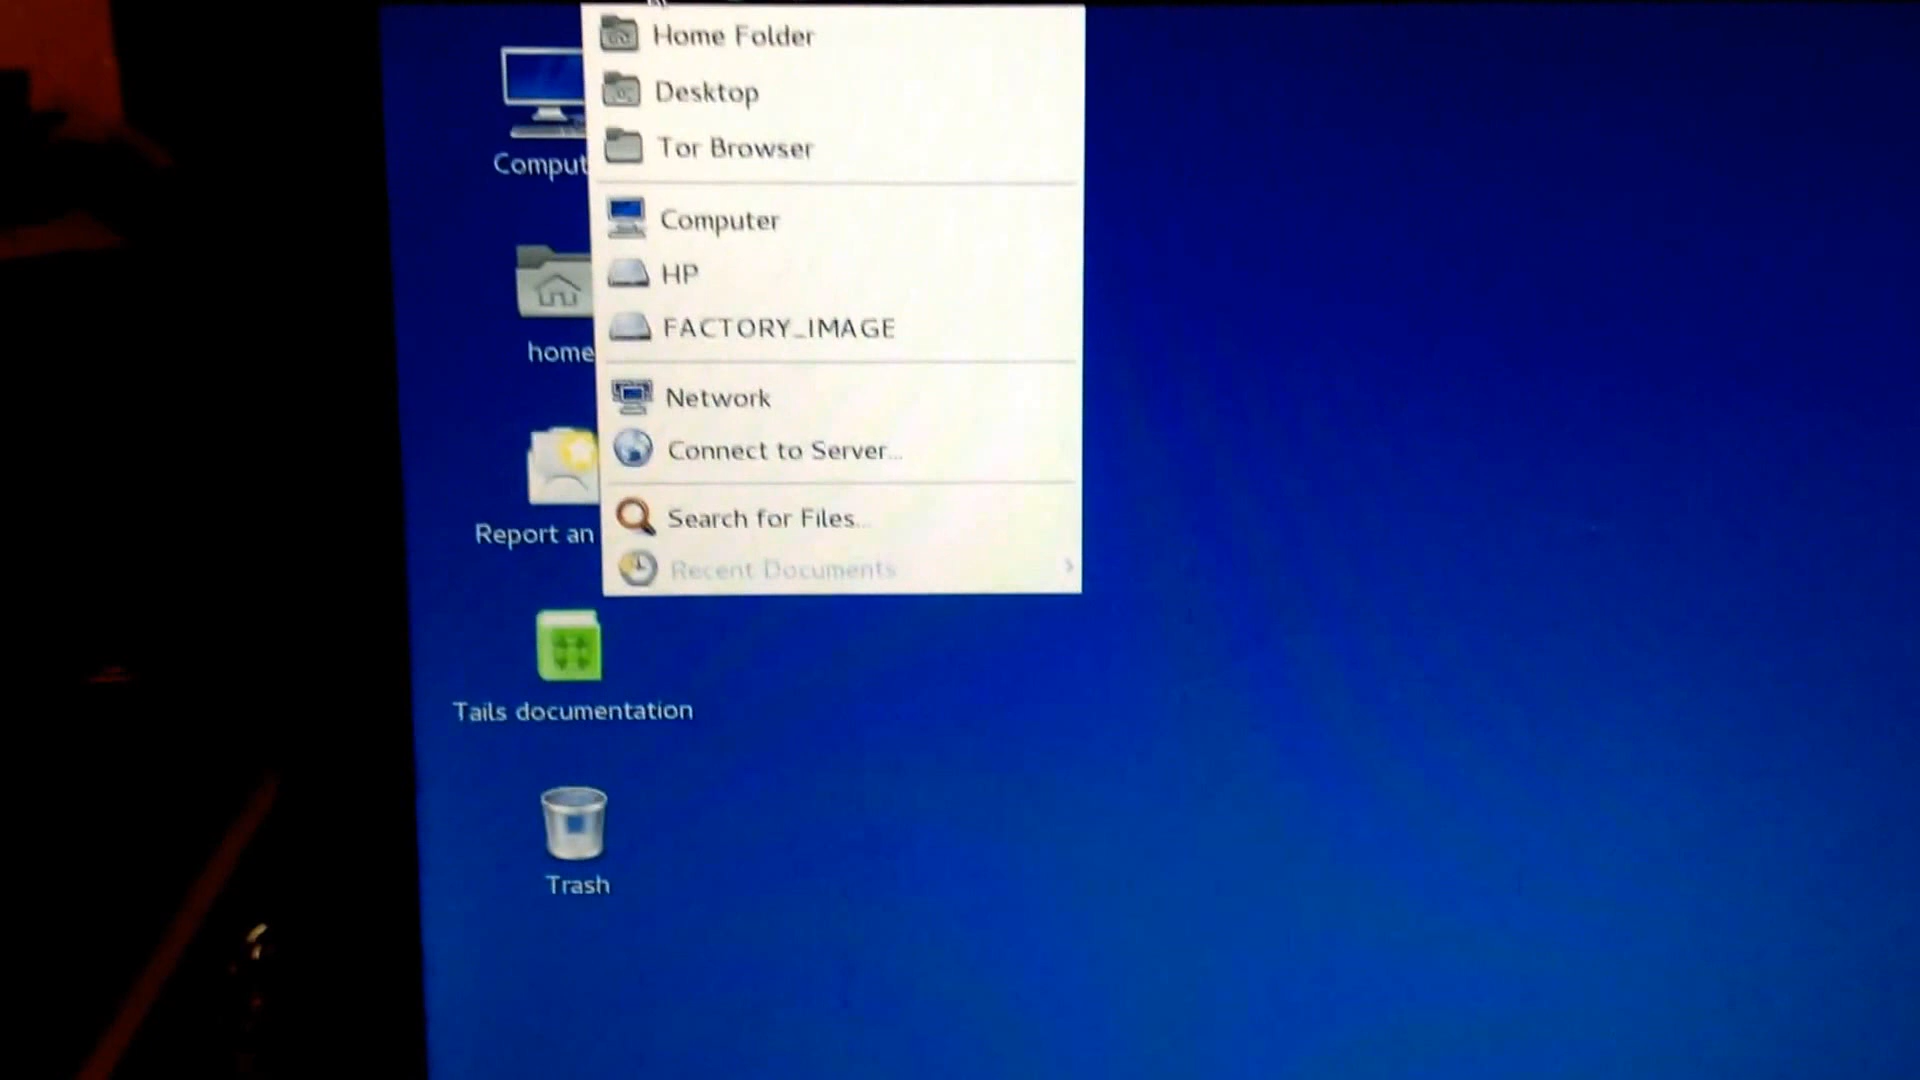 Home Folder
Desktop
Tor Browser
Computer
HP
FACTORY_IMAGE
Network
Connect to Server...
Search for Files...
Recent Documents
Comput
home
Report an
Tails documentation
Trash